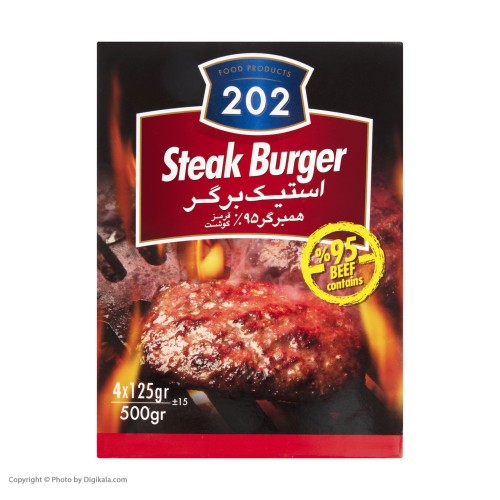 FOOD PRODUCTS
202
Steak Burger
استیک برگر
همبرگر ۹۵٪ گوشت قرمز
%95
BEEF
contains
4x125gr
±15
500gr
Copyright © Photo by Digikala.com